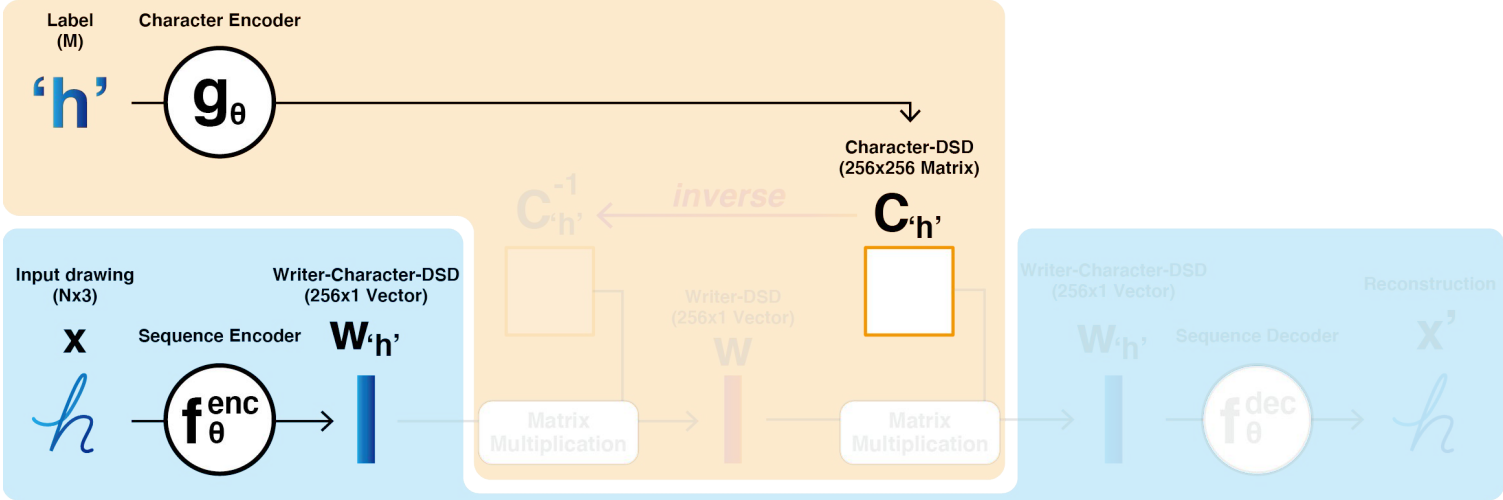 Label
(M)
‘h’
Character Encoder
gθ
Character-DSD
(256x256 Matrix)
C‘h’
inverse
C‘h’-1
Input drawing
(Nx3)
x
h
Sequence Encoder
fθenc
Writer-Character-DSD
(256x1 Vector)
w‘h’
Matrix
Multiplication
Writer-DSD
(256x1 Vector)
w
Matrix
Multiplication
Writer-Character-DSD
(256x1 Vector)
w‘h’
Sequence Decoder
fθdec
Reconstruction
x’
h